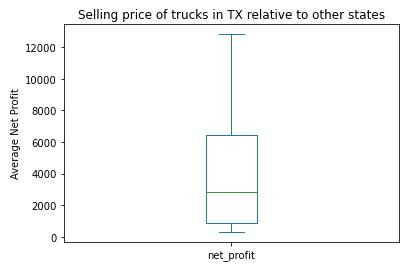 Selling price of trucks in TX relative to other states
12000
10000
8000
6000
4000
2000
0
Average Net Profit
net_profit